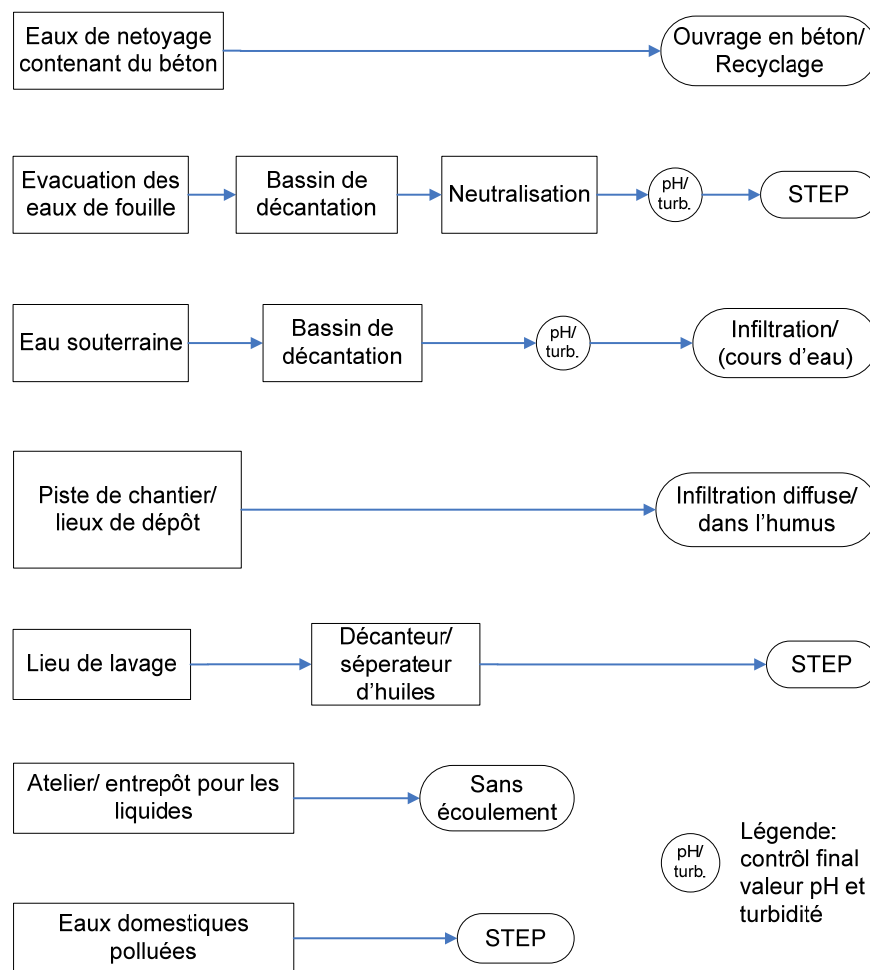 Eaux de netoyage
contenant du béton
Ouvrage en béton/
Recyclage
Evacuation des
eaux de fouille
Bassin de
décantation
Neutralisation
pH/
turb.
STEP
Eau souterraine
Bassin de
décantation
pH/
turb.
Infiltration/
(cours d'eau)
Piste de chantier/
lieux de dépôt
Infiltration diffuse/
dans l'humus
Lieu de lavage
Décanteur/
séperateur
d'huiles
STEP
Atelier/ entrepôt pour les
liquides
Sans
écoulement
pH/
turb.
Légende:
contrôl final
valeur pH et
turbidité
Eaux domestiques
polluées
STEP